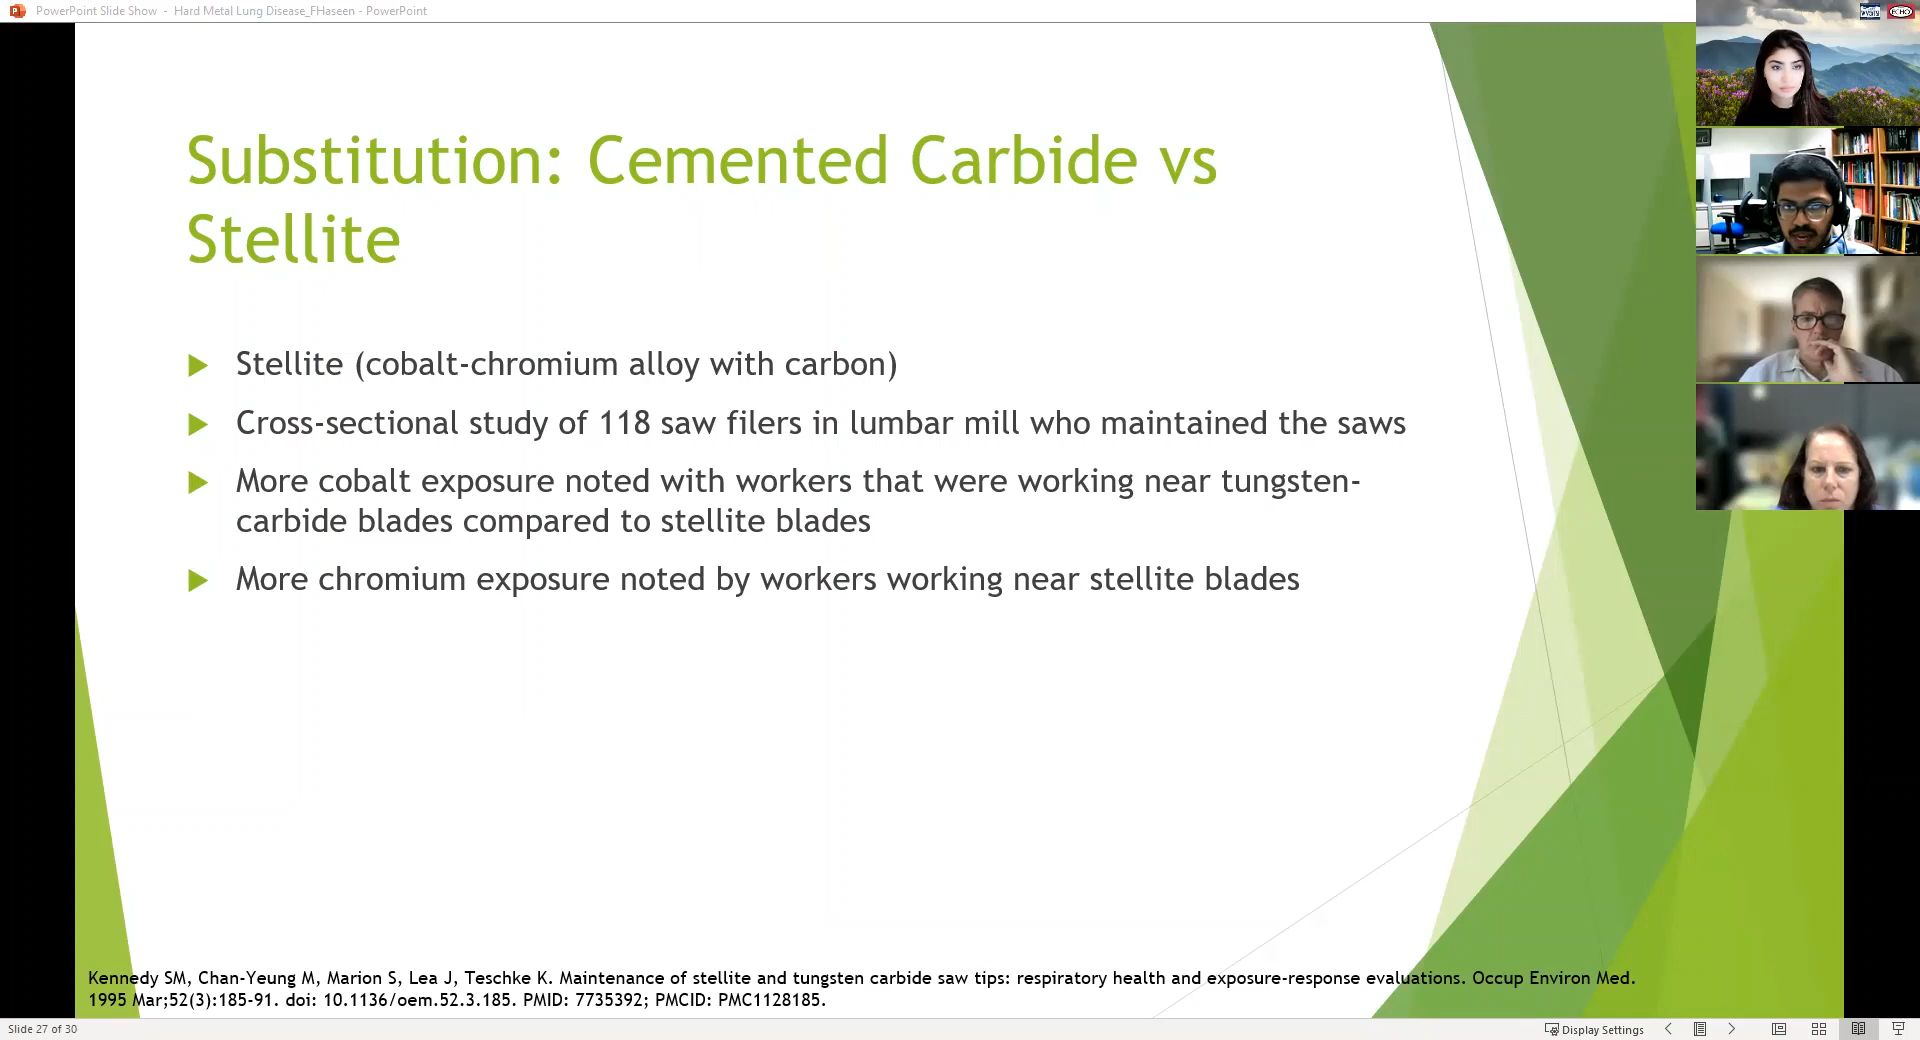 PowerPoint Slide Show - Hard Metal Lung Disease_FHaseen - PowerPoint
ECHO
Substitution: Cemented Carbide vs
Stellite
Stellite (cobalt-chromium alloy with carbon)
Cross-sectional study of 118 saw filers in lumbar mill who maintained the saws
More cobalt exposure noted with workers that were working near tungsten-
carbide blades compared to stellite blades
More chromium exposure noted by workers working near stellite blades
Kennedy SM, Chan-Yeung M, Marion S, Lea J, Teschke K. Maintenance of stellite and tungsten carbide saw tips: respiratory health and exposure-response evaluations. Occup Environ Med.
1995 Mar;52(3):185-91. doi: 10.1136/oem.52.3.185. PMID: 7735392; PMCID: PMC1128185.
Slide 27 of 30
Display Settings